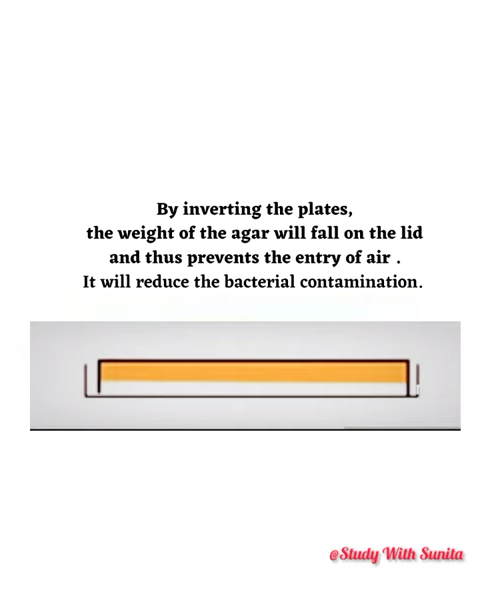 By inverting the plates,
the weight of the agar will fall on the lid
and thus prevents the entry of air .
It will reduce the bacterial contamination.
@Study With Sunita